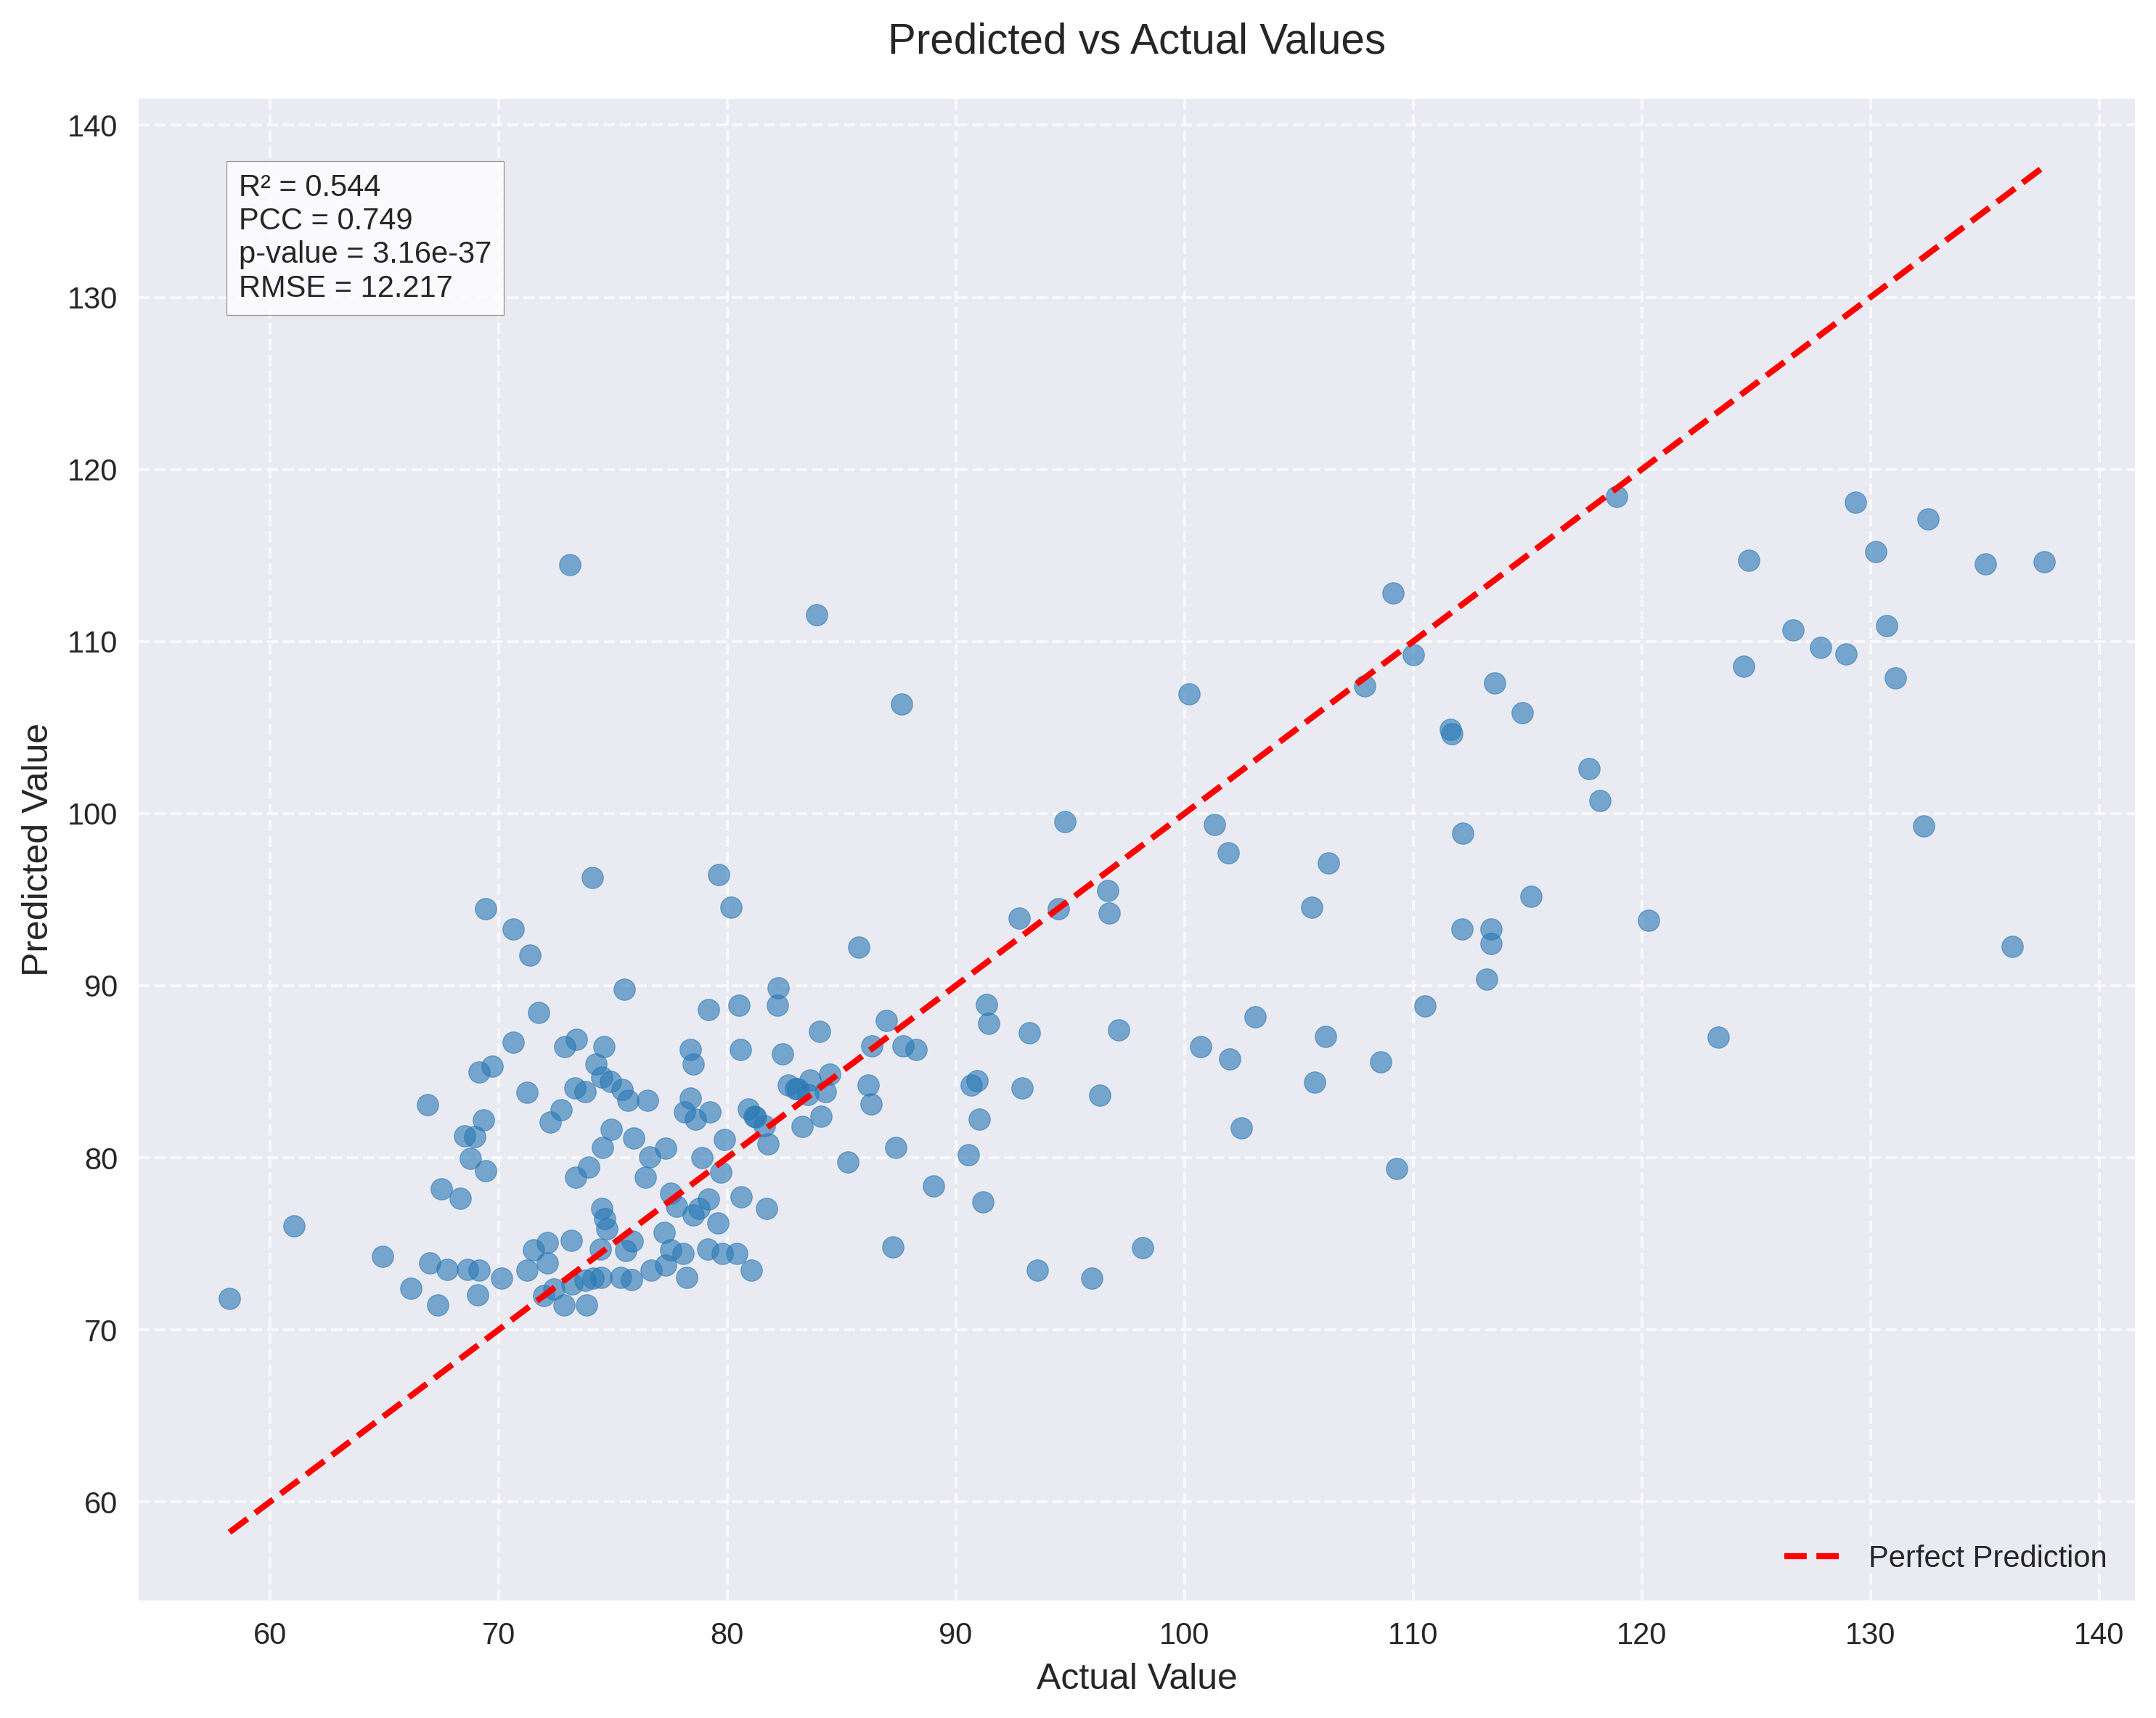 Predicted vs Actual Values
140
130
120
110
100
90
80
70
60
R² = 0.544
PCC = 0.749
p-value = 3.16e-37
RMSE = 12.217
Predicted Value
Perfect Prediction
60 70 80 90 100 110 120 130 140
Actual Value